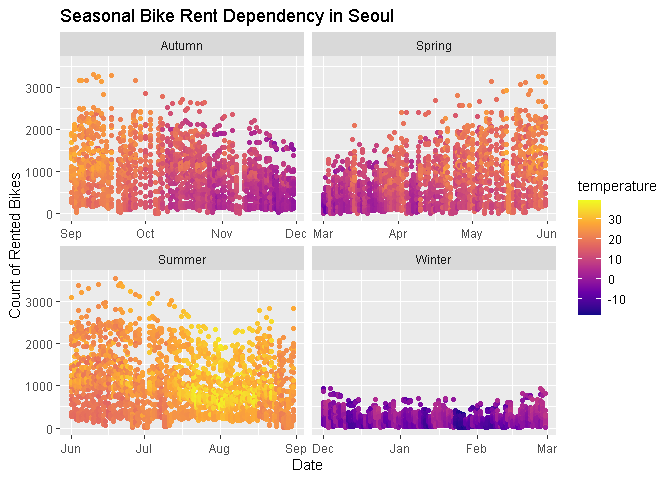 Seasonal Bike Rent Dependency in Seoul
Autumn
Spring
3000
2000
1000
0
Sep Oct Nov Dec
Mar Apr May Jun
Summer
Winter
3000
2000
1000
0
Jun Jul Aug Sep
Dec Jan Feb Mar
Date
Count of Rented Bikes
temperature
30
20
10
0
-10